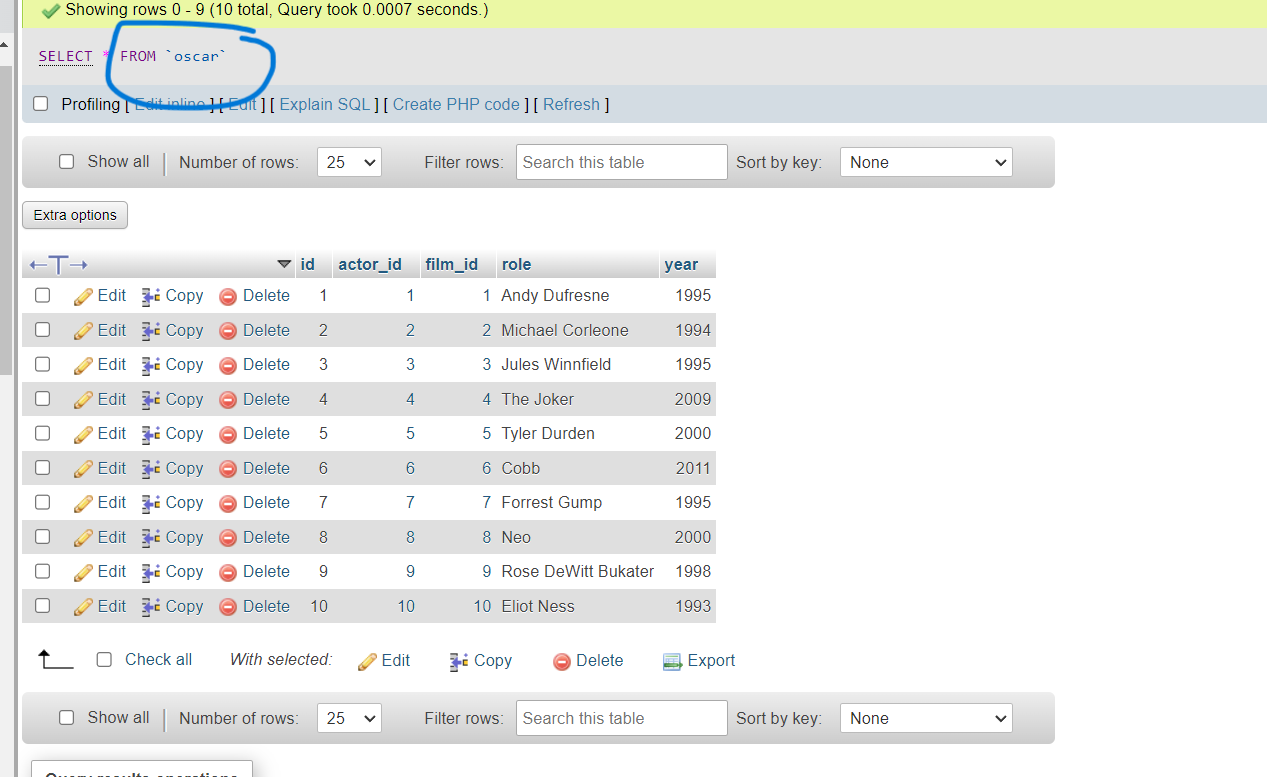 Showing rows 0 - 9 (10 total, Query took 0.0007 seconds.)
SELECT * FROM `oscar`
Profiling [ Edit inline ] [ Edit ] [ Explain SQL ] [ Create PHP code ] [ Refresh ]
Show all | Number of rows: 25 Filter rows: Search this table Sort by key: None
Extra options
id actor_id film_id role year
Edit Copy Delete 1 1 1 Andy Dufresne 1995
Edit Copy Delete 2 2 2 Michael Corleone 1994
Edit Copy Delete 3 3 3 Jules Winnfield 1995
Edit Copy Delete 4 4 4 The Joker 2009
Edit Copy Delete 5 5 5 Tyler Durden 2000
Edit Copy Delete 6 6 6 Cobb 2011
Edit Copy Delete 7 7 7 Forrest Gump 1995
Edit Copy Delete 8 8 8 Neo 2000
Edit Copy Delete 9 9 9 Rose DeWitt Bukater 1998
Edit Copy Delete 10 10 10 Eliot Ness 1993
Check all With selected: Edit Copy Delete Export
Show all | Number of rows: 25 Filter rows: Search this table Sort by key: None
Query results operations